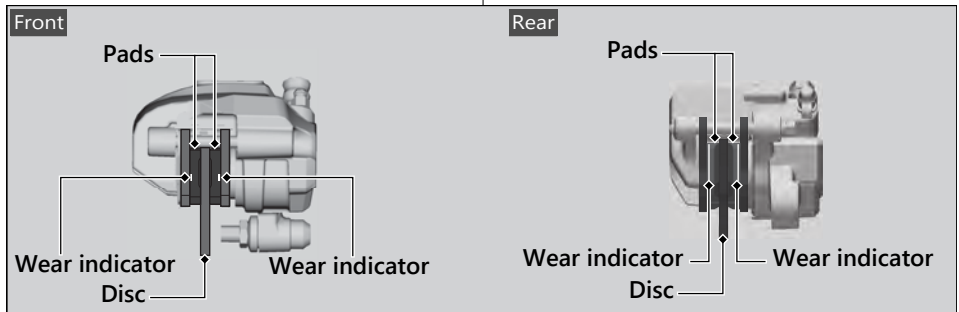 Front
Pads
Wear indicator
Wear indicator
Disc
Rear
Pads
Wear indicator
Wear indicator
Disc